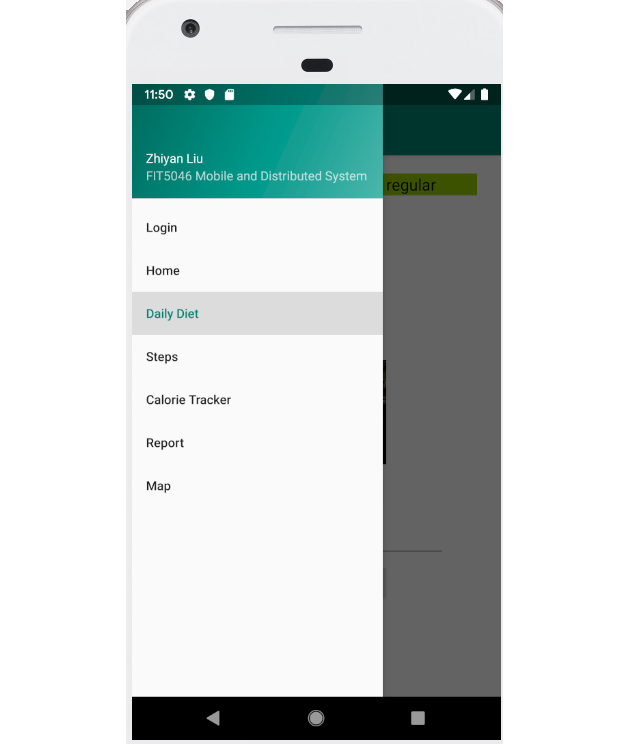 11:50
Zhiyan Liu
FIT5046 Mobile and Distributed System
regular
Login
Home
Daily Diet
Steps
Calorie Tracker
Report
Map